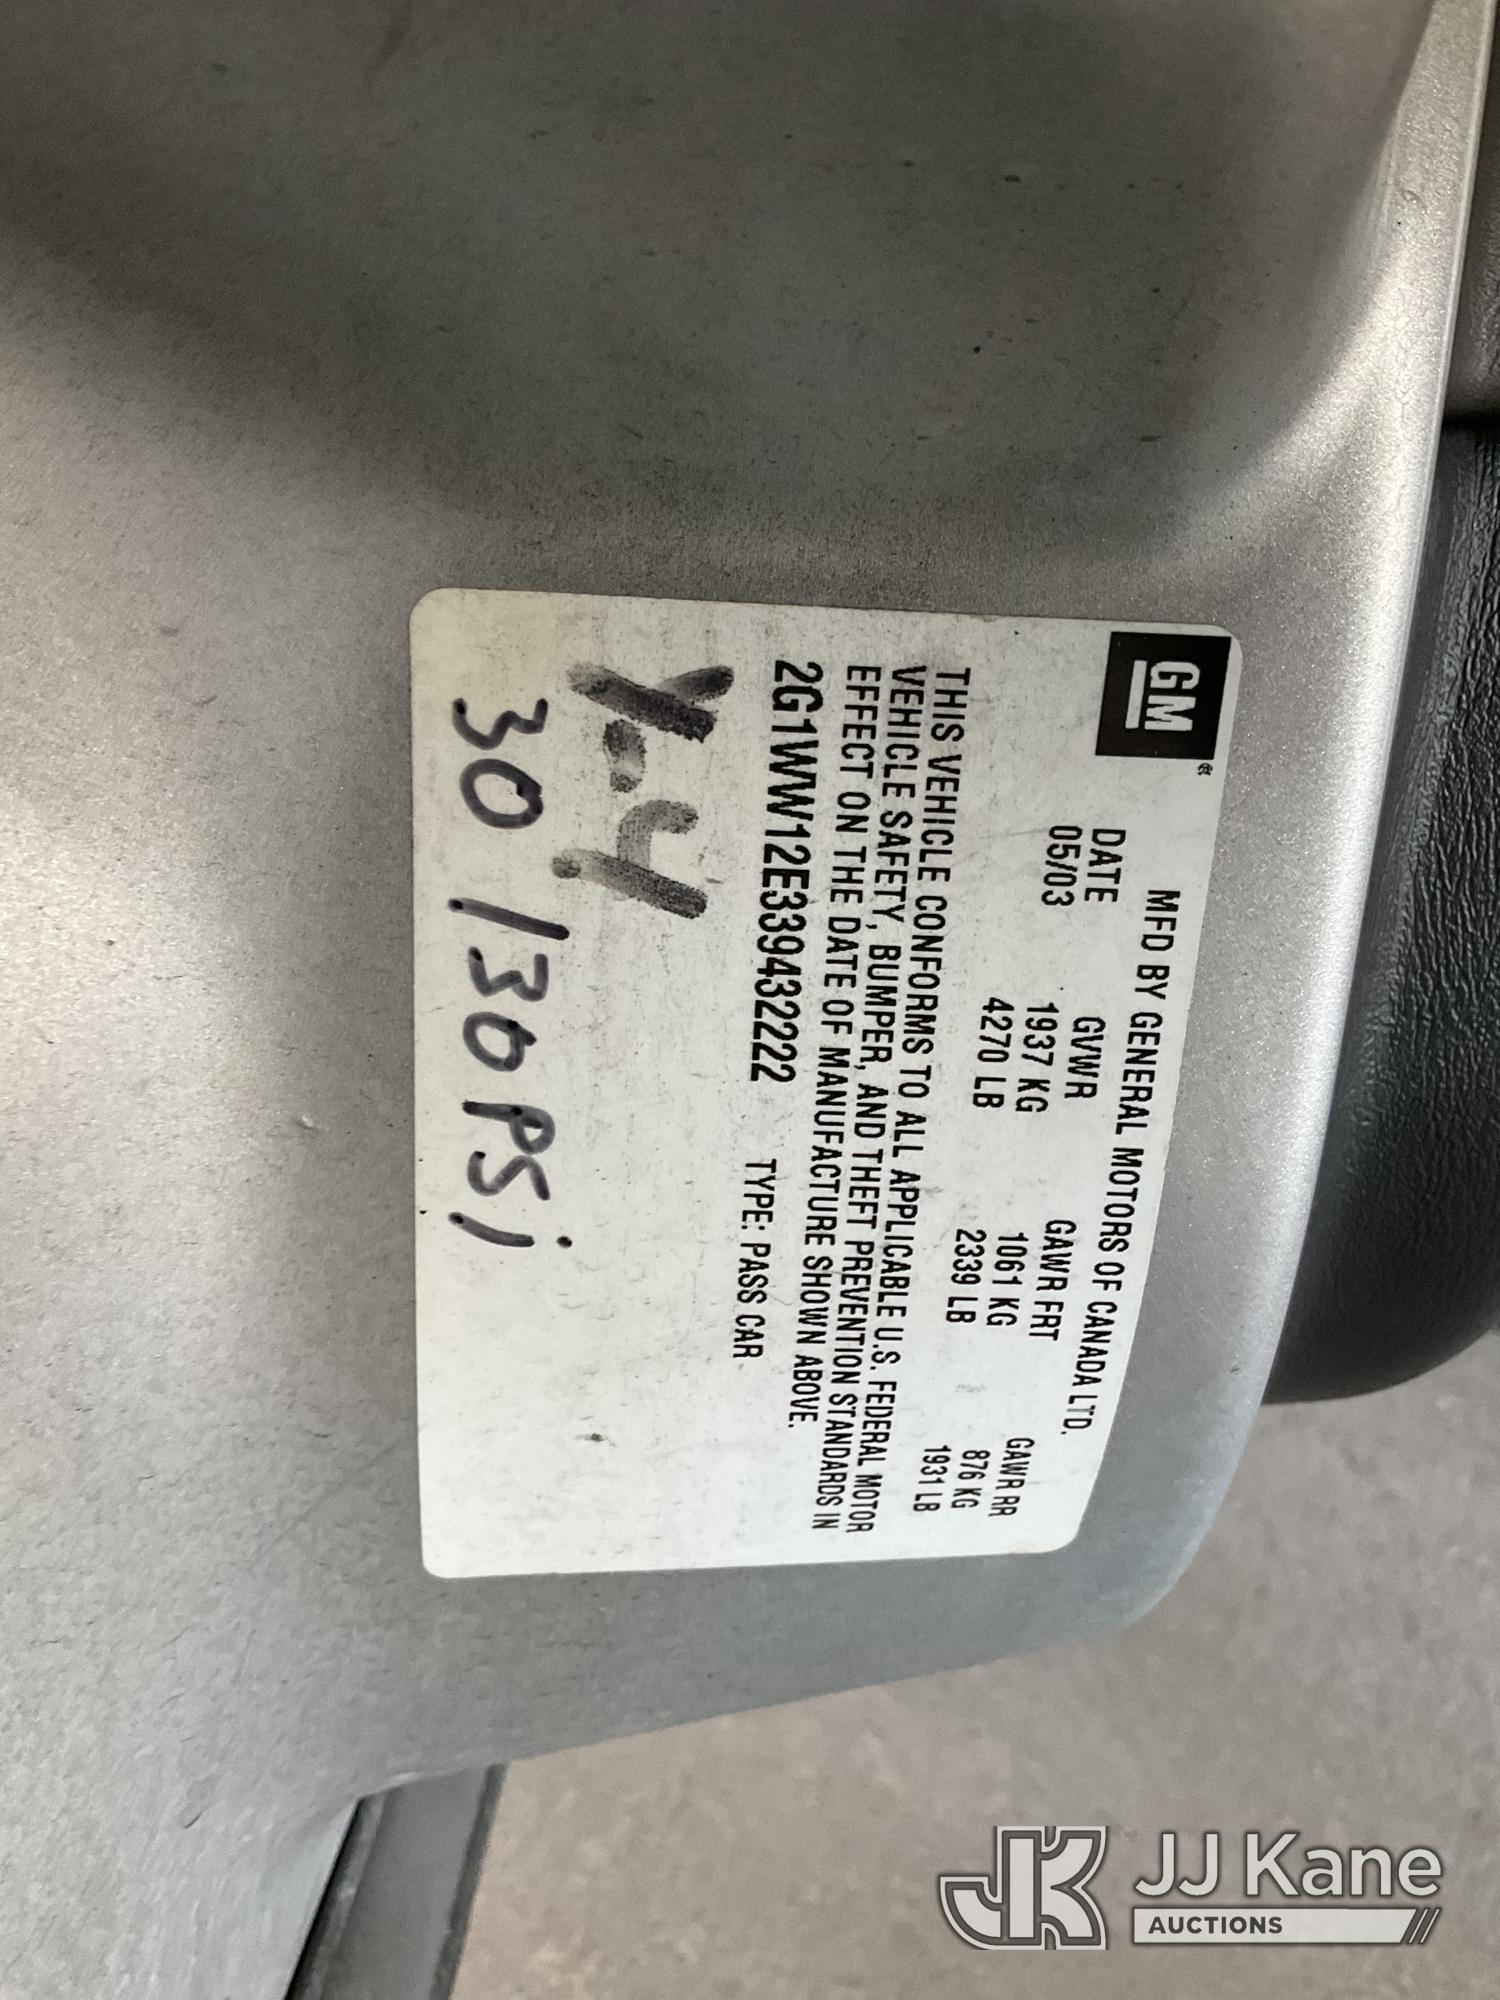 GM
MFD BY GENERAL MOTORS OF CANADA LTD.
DATE GVWR GAWR FRT GAWR RR
05/03 1937 KG 1061 KG 876 KG
4270 LB 2339 LB 1931 LB
THIS VEHICLE CONFORMS TO ALL APPLICABLE U.S. FEDERAL MOTOR
VEHICLE SAFETY, BUMPER, AND THEFT PREVENTION STANDARDS IN
EFFECT ON THE DATE OF MANUFACTURE SHOWN ABOVE.
2G1WW12E339432222 TYPE: PASS CAR
Y-4
30/30 PSi
JK JJ Kane
AUCTIONS